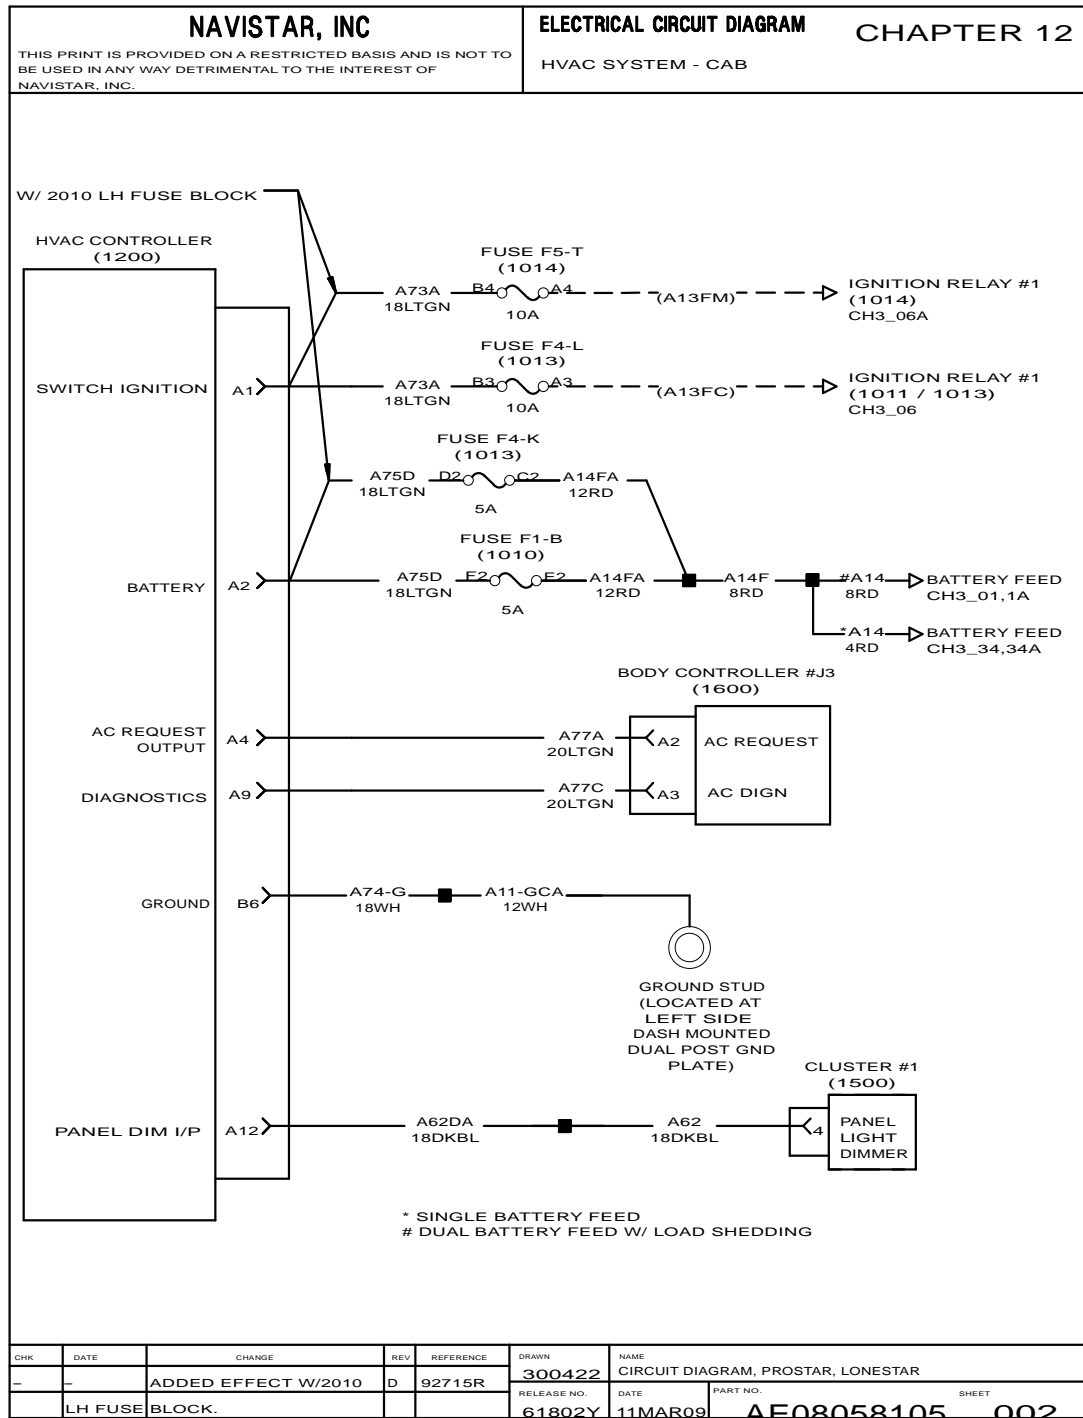 NAVISTAR, INC
THIS PRINT IS PROVIDED ON A RESTRICTED BASIS AND IS NOT TO
BE USED IN ANY WAY DETRIMENTAL TO THE INTEREST OF
NAVISTAR, INC.
ELECTRICAL CIRCUIT DIAGRAM
CHAPTER 12
HVAC SYSTEM - CAB
W/ 2010 LH FUSE BLOCK
HVAC CONTROLLER
(1200)
FUSE F5-T
(1014)
A73A
18LTGN
B4
A4
10A
(A13FM)
IGNITION RELAY #1
(1014)
CH3_06A
FUSE F4-L
(1013)
SWITCH IGNITION
A1
A73A
18LTGN
B3
A3
10A
(A13FC)
IGNITION RELAY #1
(1011 / 1013)
CH3_06
FUSE F4-K
(1013)
A75D
18LTGN
D2
C2
5A
A14FA
12RD
FUSE F1-B
(1010)
BATTERY
A2
A75D
18LTGN
F2
E2
5A
A14FA
12RD
A14F
8RD
#A14
8RD
BATTERY FEED
CH3_01,1A
*A14
4RD
BATTERY FEED
CH3_34,34A
BODY CONTROLLER #J3
(1600)
AC REQUEST
OUTPUT
A4
A77A
20LTGN
A2
AC REQUEST
DIAGNOSTICS
A9
A77C
20LTGN
A3
AC DIGN
GROUND
B6
A74-G
18WH
A11-GCA
12WH
GROUND STUD
(LOCATED AT
LEFT SIDE
DASH MOUNTED
DUAL POST GND
PLATE)
CLUSTER #1
(1500)
PANEL DIM I/P
A12
A62DA
18DKBL
A62
18DKBL
4
PANEL
LIGHT
DIMMER
* SINGLE BATTERY FEED
# DUAL BATTERY FEED W/ LOAD SHEDDING
CHK DATE CHANGE REV REFERENCE
- - ADDED EFFECT W/2010 D 92715R
LH FUSE BLOCK.
DRAWN
300422
NAME
CIRCUIT DIAGRAM, PROSTAR, LONESTAR
RELEASE NO.
61802Y
DATE
11MAR09
PART NO.
AE08058105
SHEET
002